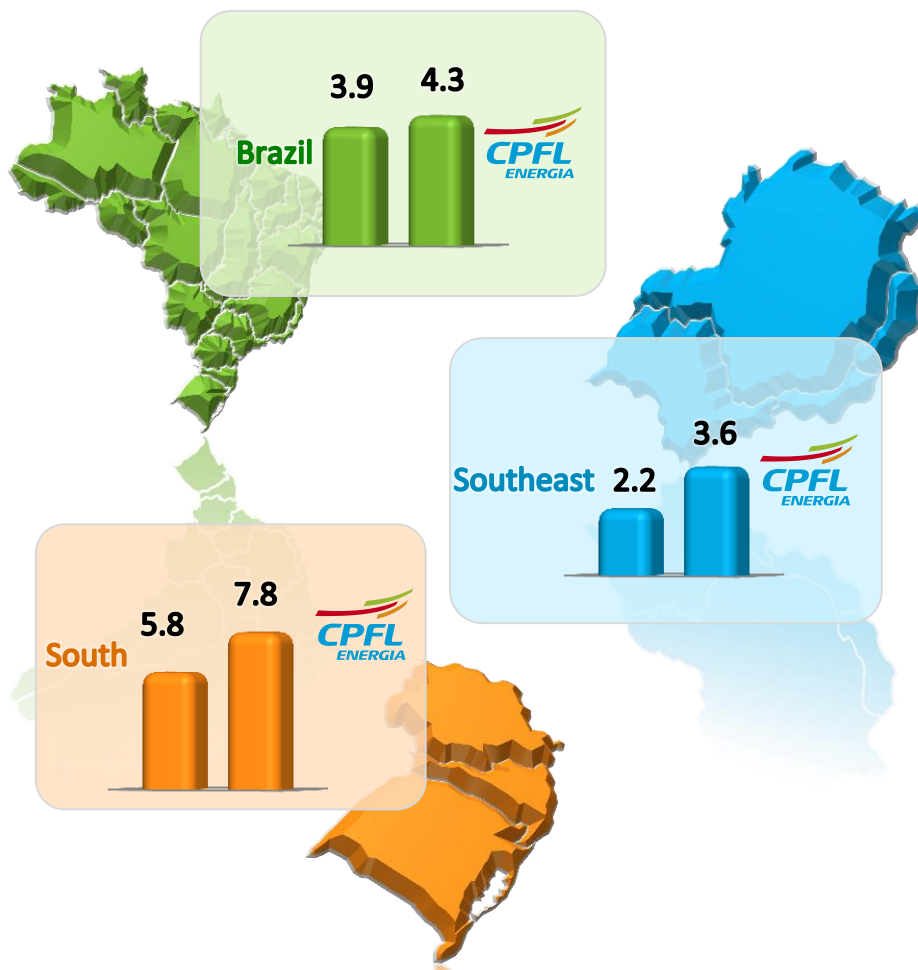 3.9
4.3
Brazil
CPFL
ENERGIA
3.6
Southeast
2.2
CPFL
ENERGIA
7.8
5.8
South
CPFL
ENERGIA